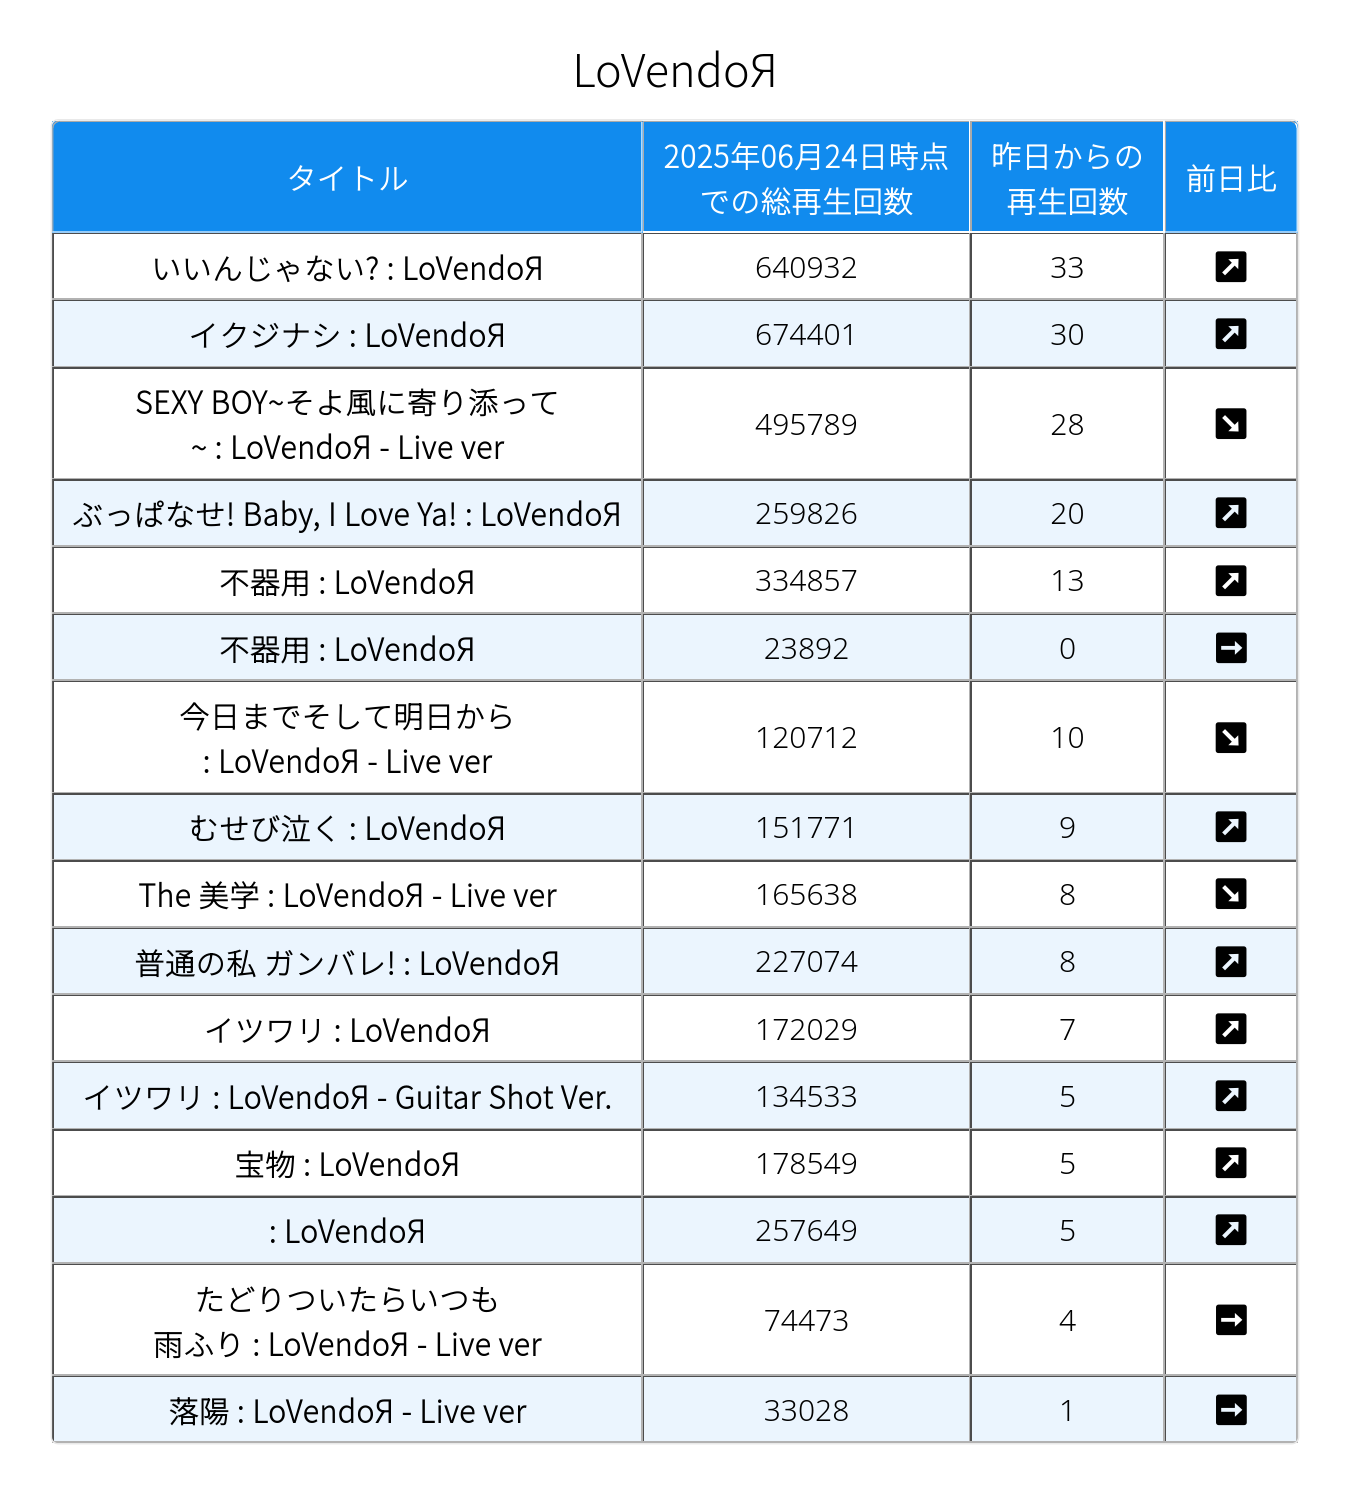 LoVendoЯ
タイトル
2025年06月24日時点
での総再生回数
昨日からの
再生回数
前日比
いいんじゃない? : LoVendoЯ 640932 33
イクジナシ : LoVendoЯ 674401 30
SEXY BOY~そよ風に寄り添って
~ : LoVendoЯ - Live ver 495789 28
ぶっぱなせ! Baby, I Love Ya! : LoVendoЯ 259826 20
不器用 : LoVendoЯ 334857 13
不器用 : LoVendoЯ 23892 0
今日までそして明日から
: LoVendoЯ - Live ver 120712 10
むせび泣く : LoVendoЯ 151771 9
The 美学 : LoVendoЯ - Live ver 165638 8
普通の私 ガンバレ! : LoVendoЯ 227074 8
イツワリ : LoVendoЯ 172029 7
イツワリ : LoVendoЯ - Guitar Shot Ver. 134533 5
宝物 : LoVendoЯ 178549 5
: LoVendoЯ 257649 5
たどりついたらいつも
雨ふり : LoVendoЯ - Live ver 74473 4
落陽 : LoVendoЯ - Live ver 33028 1